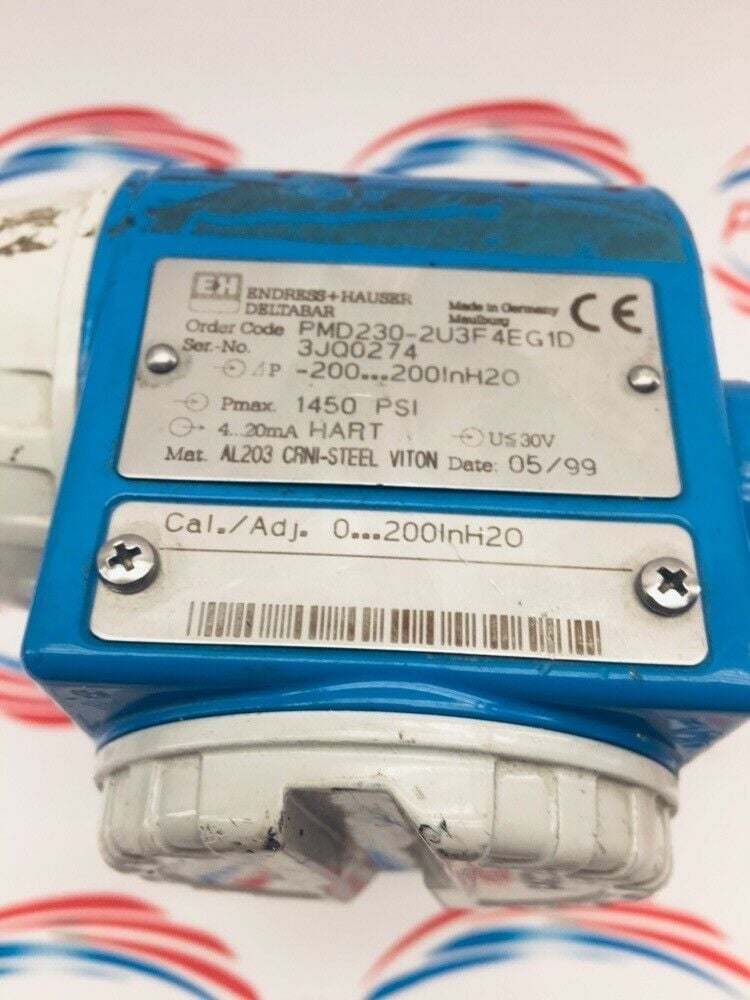 E+H ENDRESS+HAUSER
DELTABAR
Made in Germany
Maulburg
CE
Order Code PMD230-2U3F4EG1D
Ser.-No. 3JQ0274
ΔP -200...200InH2O
Pmax. 1450 PSI
4...20mA HART U≤30V
Mat. AL203 CRNI-STEEL VITON Date: 05/99
Cal./Adj. 0...200InH2O